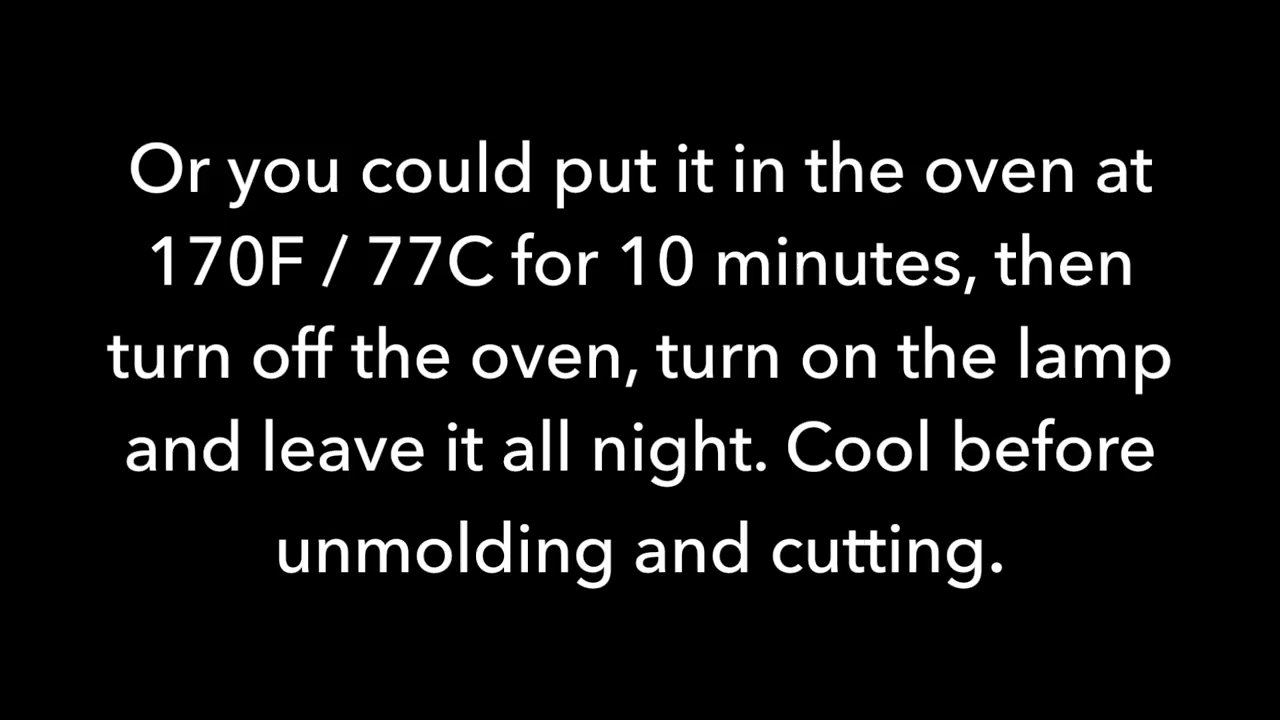 Or you could put it in the oven at
170F / 77C for 10 minutes, then
turn off the oven, turn on the lamp
and leave it all night. Cool before
unmolding and cutting.